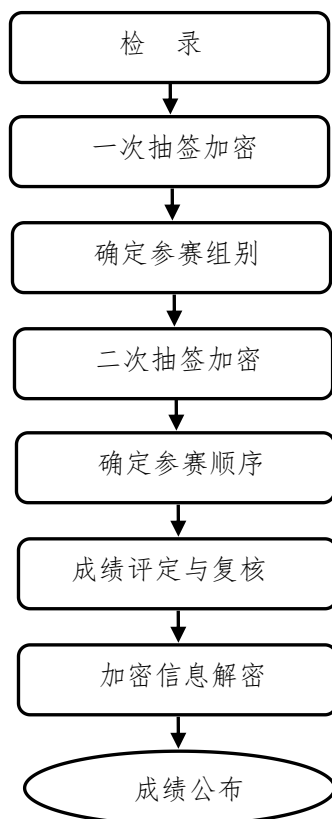 检 录
一次抽签加密
确定参赛组别
二次抽签加密
确定参赛顺序
成绩评定与复核
加密信息解密
成绩公布